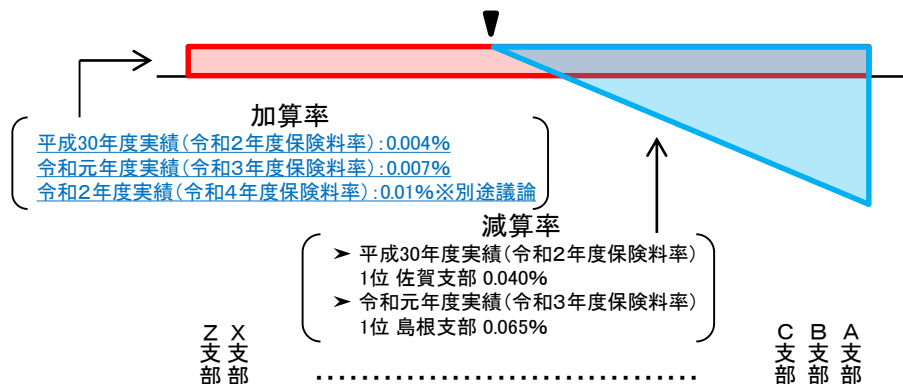 加算率
平成30年度実績（令和2年度保険料率）：0.004%
令和元年度実績（令和3年度保険料率）：0.007%
令和2年度実績（令和4年度保険料率）：0.01%※別途議論
減算率
➤ 平成30年度実績（令和2年度保険料率）
1位 佐賀支部 0.040%
➤ 令和元年度実績（令和3年度保険料率）
1位 島根支部 0.065%
Z支部
X支部
………………………………
C支部
B支部
A支部